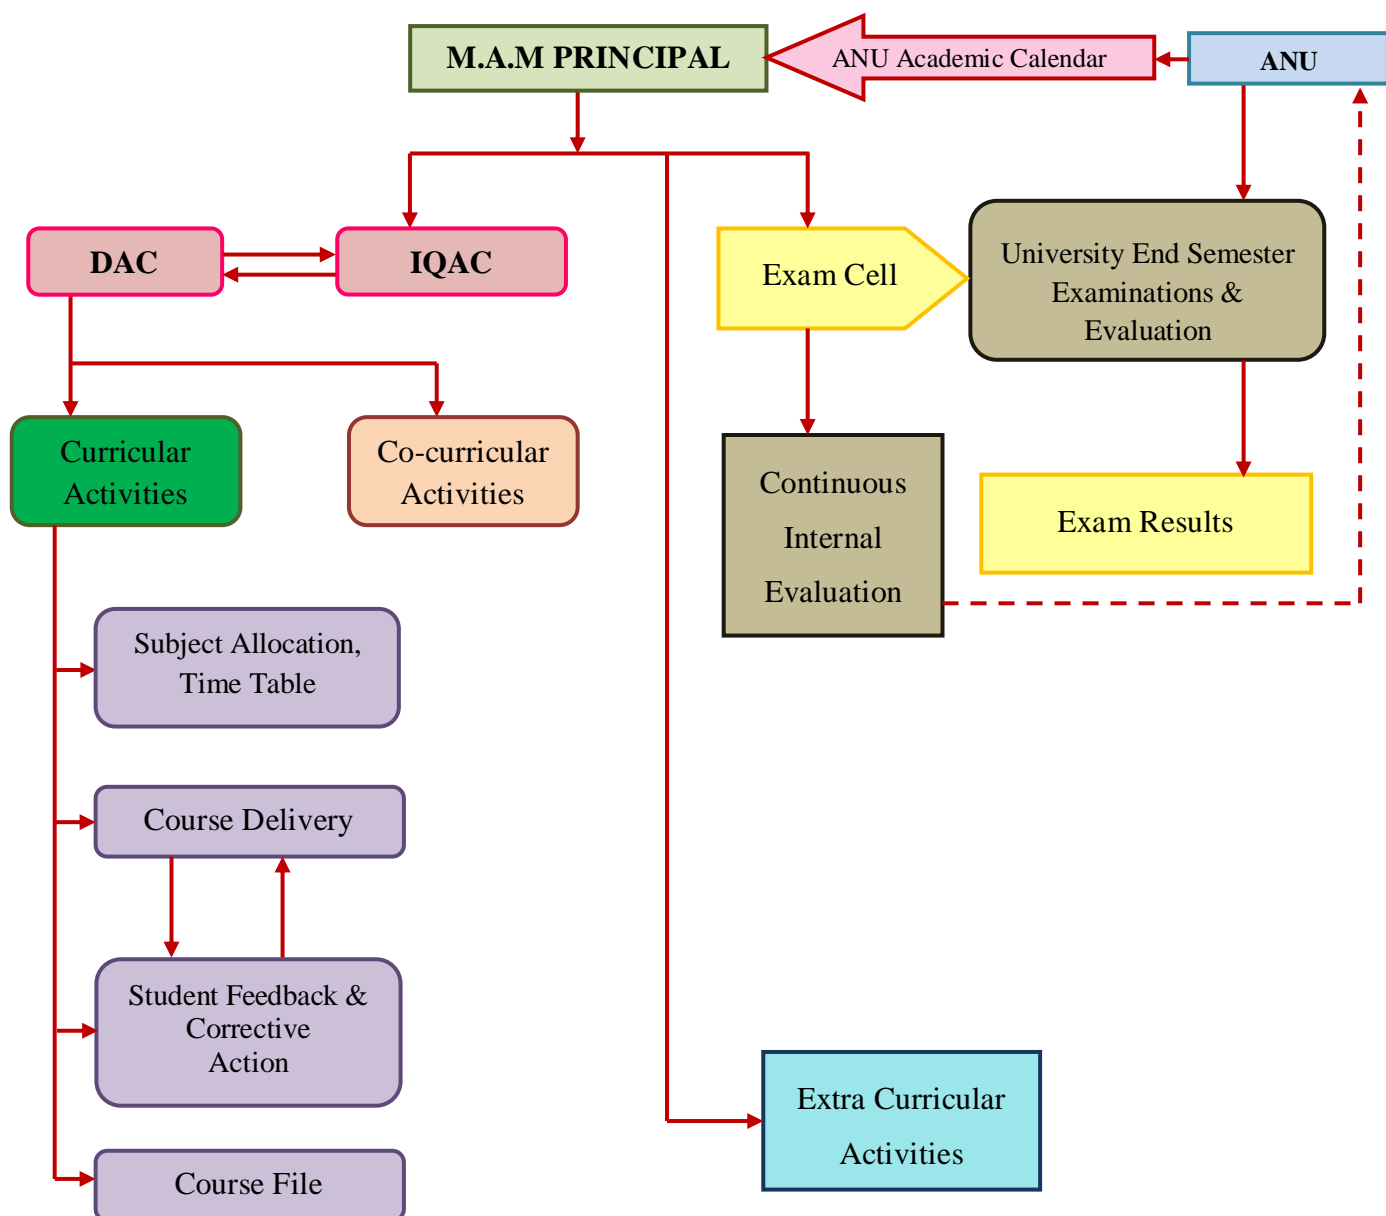 M.A.M PRINCIPAL
ANU Academic Calendar
ANU
DAC
IQAC
Exam Cell
University End Semester
Examinations &
Evaluation
Curricular
Activities
Co-curricular
Activities
Continuous
Internal
Evaluation
Exam Results
Subject Allocation,
Time Table
Course Delivery
Student Feedback &
Corrective
Action
Extra Curricular
Activities
Course File